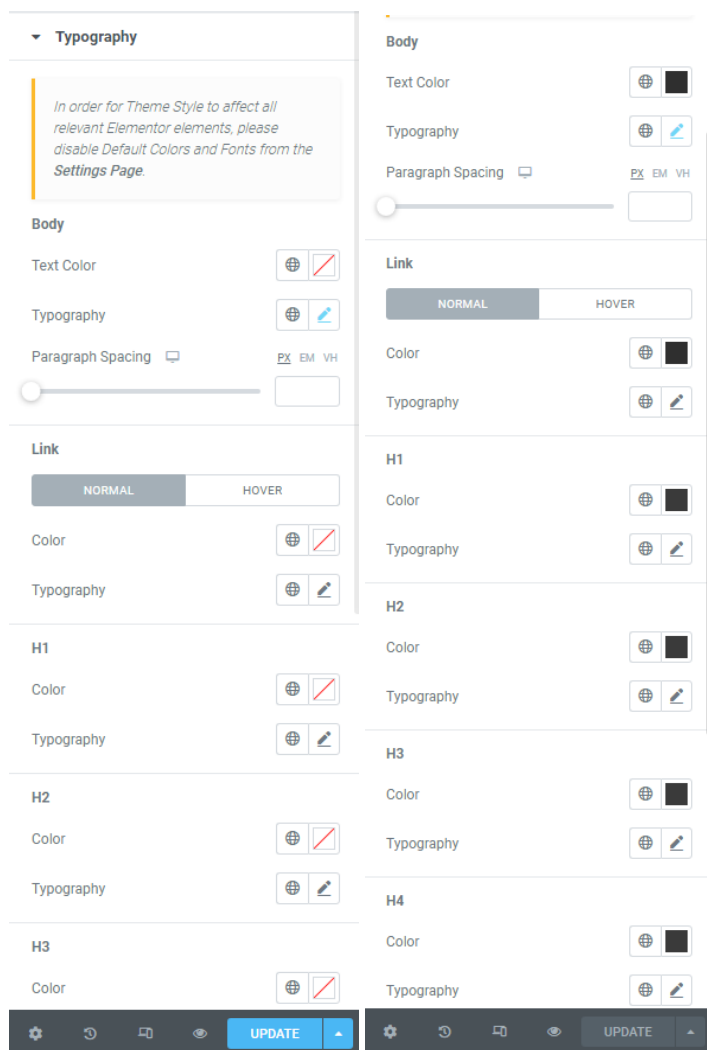 Typography
In order for Theme Style to affect all
relevant Elementor elements, please
disable Default Colors and Fonts from the
Settings Page.
Body
Text Color
Typography
Paragraph Spacing PX EM VH
Link
NORMAL HOVER
Color
Typography
H1
Color
Typography
H2
Color
Typography
H3
Color
UPDATE
Body
Text Color
Typography
Paragraph Spacing PX EM VH
Link
NORMAL HOVER
Color
Typography
H1
Color
Typography
H2
Color
Typography
H3
Color
Typography
H4
Color
Typography
UPDATE